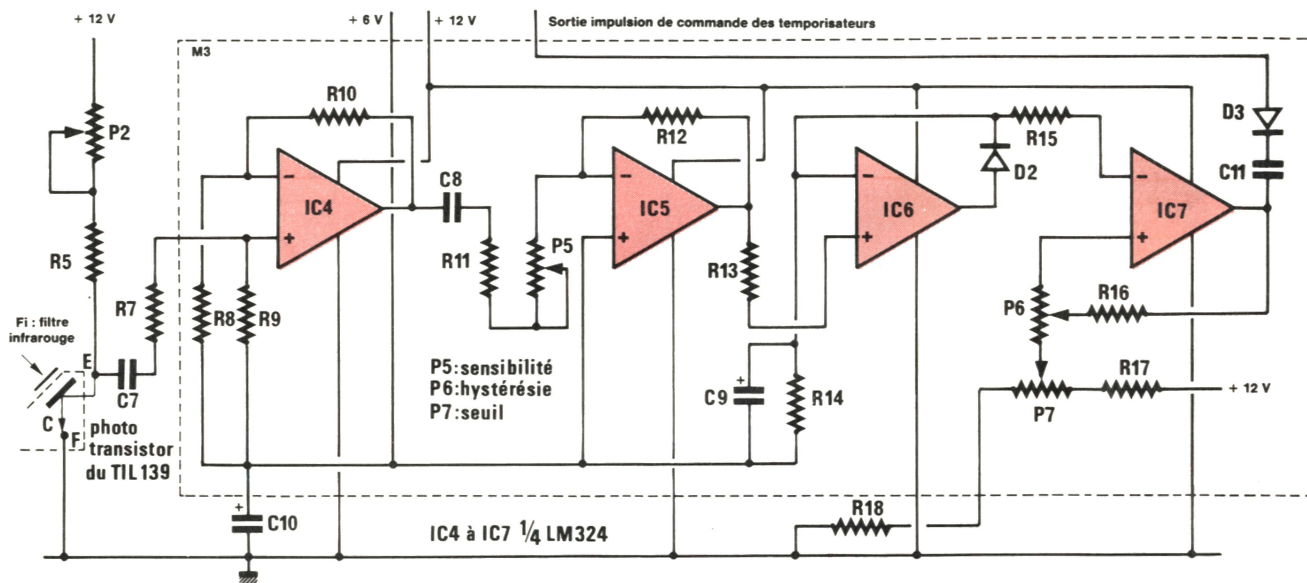 + 12 V
+ 6 V
+ 12 V
Sortie impulsion de commande des temporisateurs
M3
P2
R10
R12
R15
D3
D2
C11
C8
IC4
IC5
IC6
IC7
R5
R11
P5
R13
R7
R8
R9
P6
R16
Fi : filtre
infrarouge
E
C7
C
F
photo
transistor
du TIL139
P5:sensibilité
P6:hystérésie
P7:seuil
+
C9
R14
R17
+ 12 V
P7
+
C10
R18
IC4 à IC7 1/4 LM324